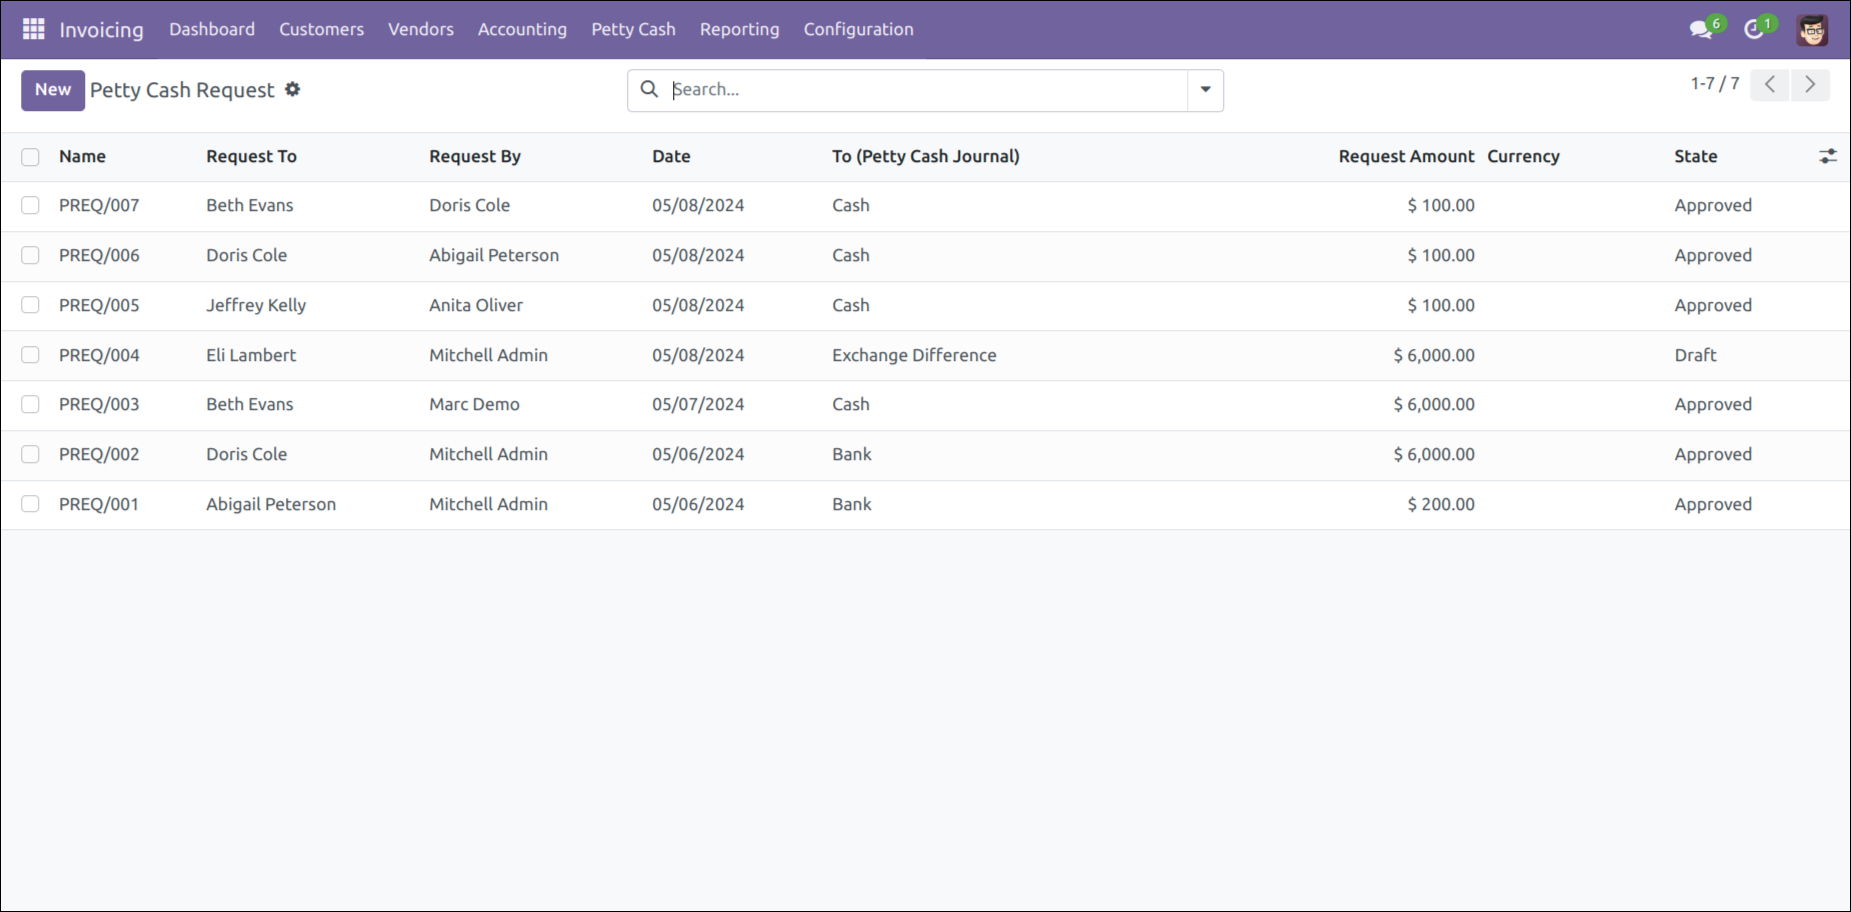 Invoicing Dashboard Customers Vendors Accounting Petty Cash Reporting Configuration 6 1
New Petty Cash Request Search... 1-7 / 7
Name Request To Request By Date To (Petty Cash Journal) Request Amount Currency State
PREQ/007 Beth Evans Doris Cole 05/08/2024 Cash $ 100.00 Approved
PREQ/006 Doris Cole Abigail Peterson 05/08/2024 Cash $ 100.00 Approved
PREQ/005 Jeffrey Kelly Anita Oliver 05/08/2024 Cash $ 100.00 Approved
PREQ/004 Eli Lambert Mitchell Admin 05/08/2024 Exchange Difference $ 6,000.00 Draft
PREQ/003 Beth Evans Marc Demo 05/07/2024 Cash $ 6,000.00 Approved
PREQ/002 Doris Cole Mitchell Admin 05/06/2024 Bank $ 6,000.00 Approved
PREQ/001 Abigail Peterson Mitchell Admin 05/06/2024 Bank $ 200.00 Approved